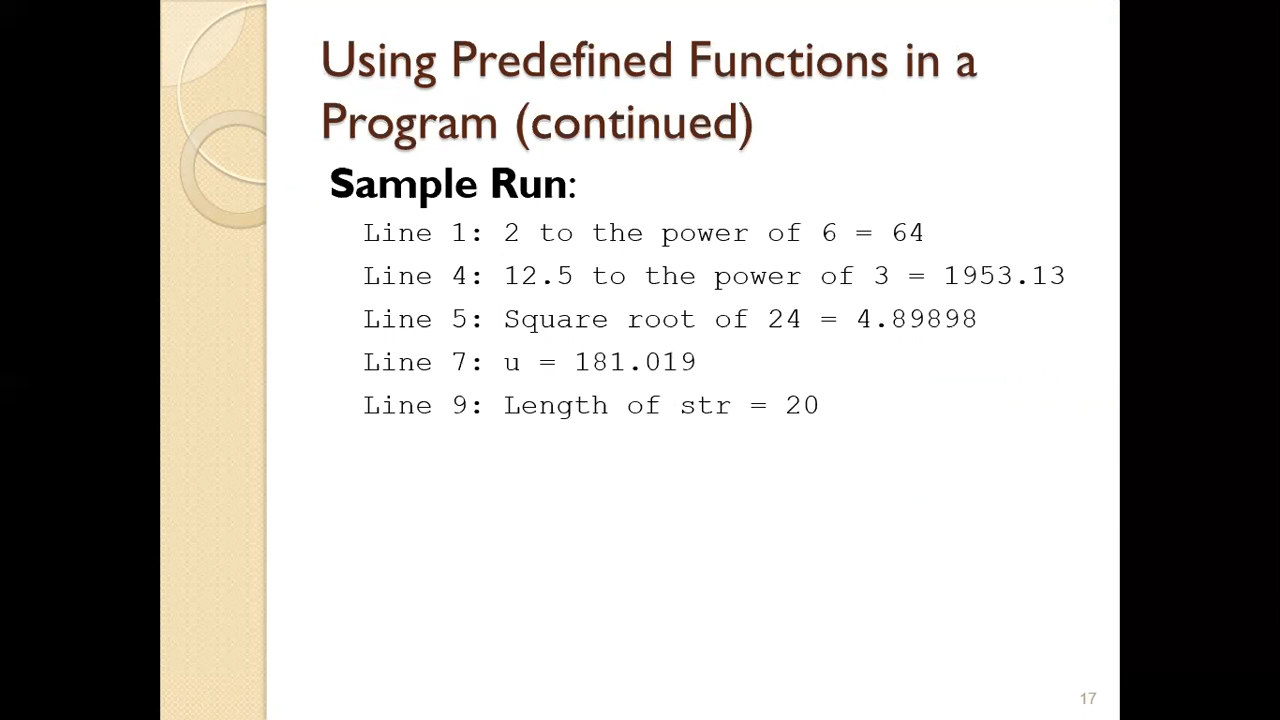 Using Predefined Functions in a
Program (continued)
Sample Run:
Line 1: 2 to the power of 6 = 64
Line 4: 12.5 to the power of 3 = 1953.13
Line 5: Square root of 24 = 4.89898
Line 7: u = 181.019
Line 9: Length of str = 20
17